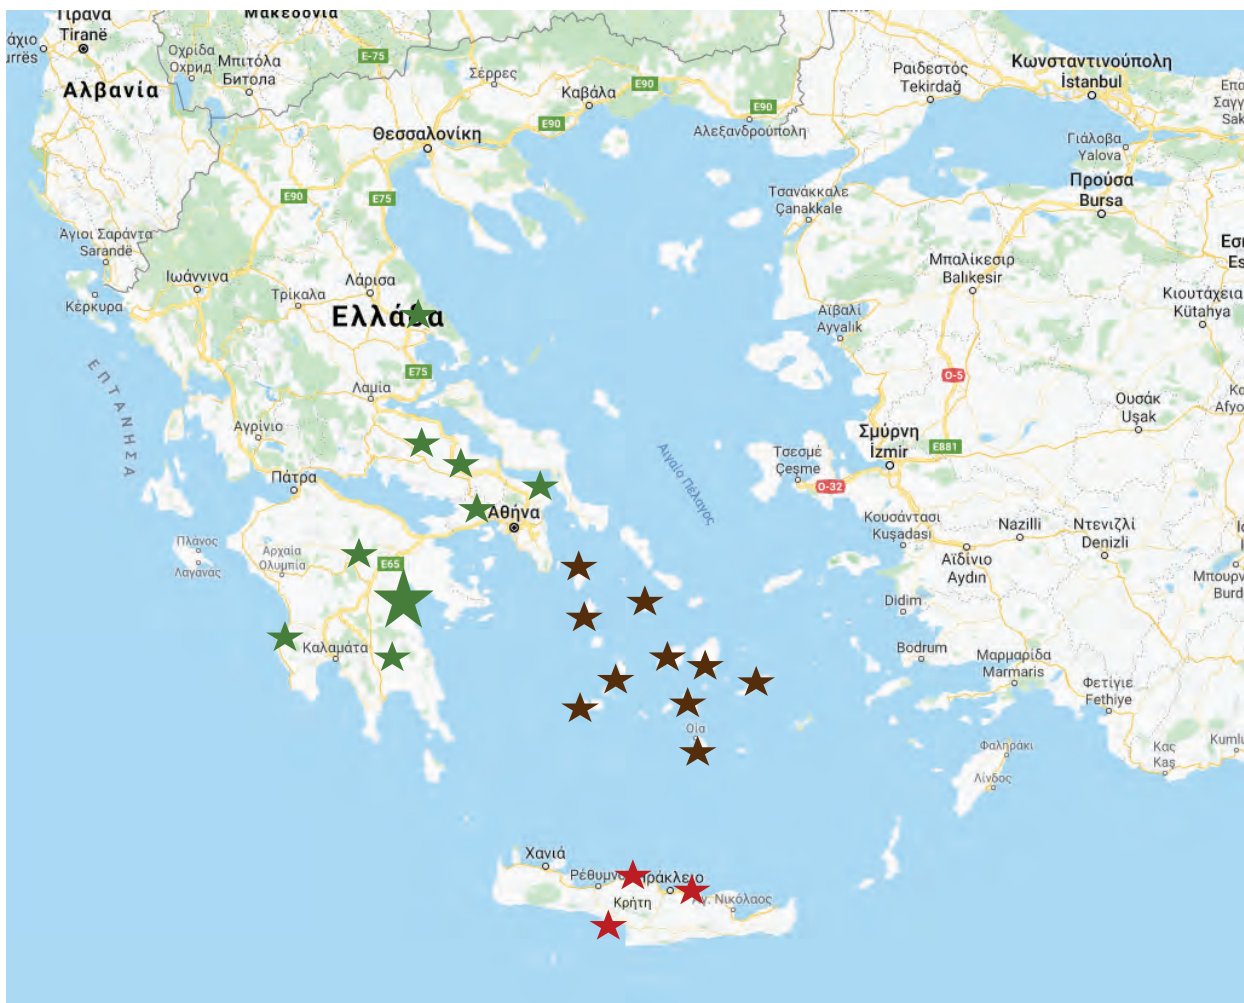 Τίρανα
Tiranë
Μακεδονία
Οχρίδα
Охрид
Μπιτόλα
Битола
E-75
Σέρρες
Καβάλα
E90
E90
E90
Αλεξανδρούπολη
Ραιδεστός
Tekirdağ
Κωνσταντινούπολη
İstanbul
Αλβανία
Θεσσαλονίκη
Γιάλοβα
Yalova
Προύσα
Bursa
Τσανάκκαλε
Çanakkale
E90
E75
Άγιοι Σαράντα
Sarandë
Ιωάννινα
Κέρκυρα
Τρίκαλα
Λάρισα
Ελλάδα
Μπαλίκεσιρ
Balıkesir
Κιουτάχεια
Kütahya
Αϊβαλί
Ayvalık
E75
Λαμία
O-5
Ουσάκ
Uşak
ΕΠΤΑΝΗΣΑ
Αγρίνιο
Σμύρνη
İzmir
E881
Τσεσμέ
Çeşme
O-32
Αιγαίο Πέλαγος
Πάτρα
Αθήνα
Κουσάντασι
Kuşadası
Nazilli
Ντενιζλί
Denizli
Πλάνος
Λαγανάς
Αρχαία
Ολυμπία
E65
Αϊδίνιο
Aydın
Didim
Καλαμάτα
Bodrum
Μαρμαρίδα
Marmaris
Φετίγιε
Fethiye
Οία
Φαληράκι
Λίνδος
Κας
Kaş
Χανιά
Κρήτη
Νικόλαος